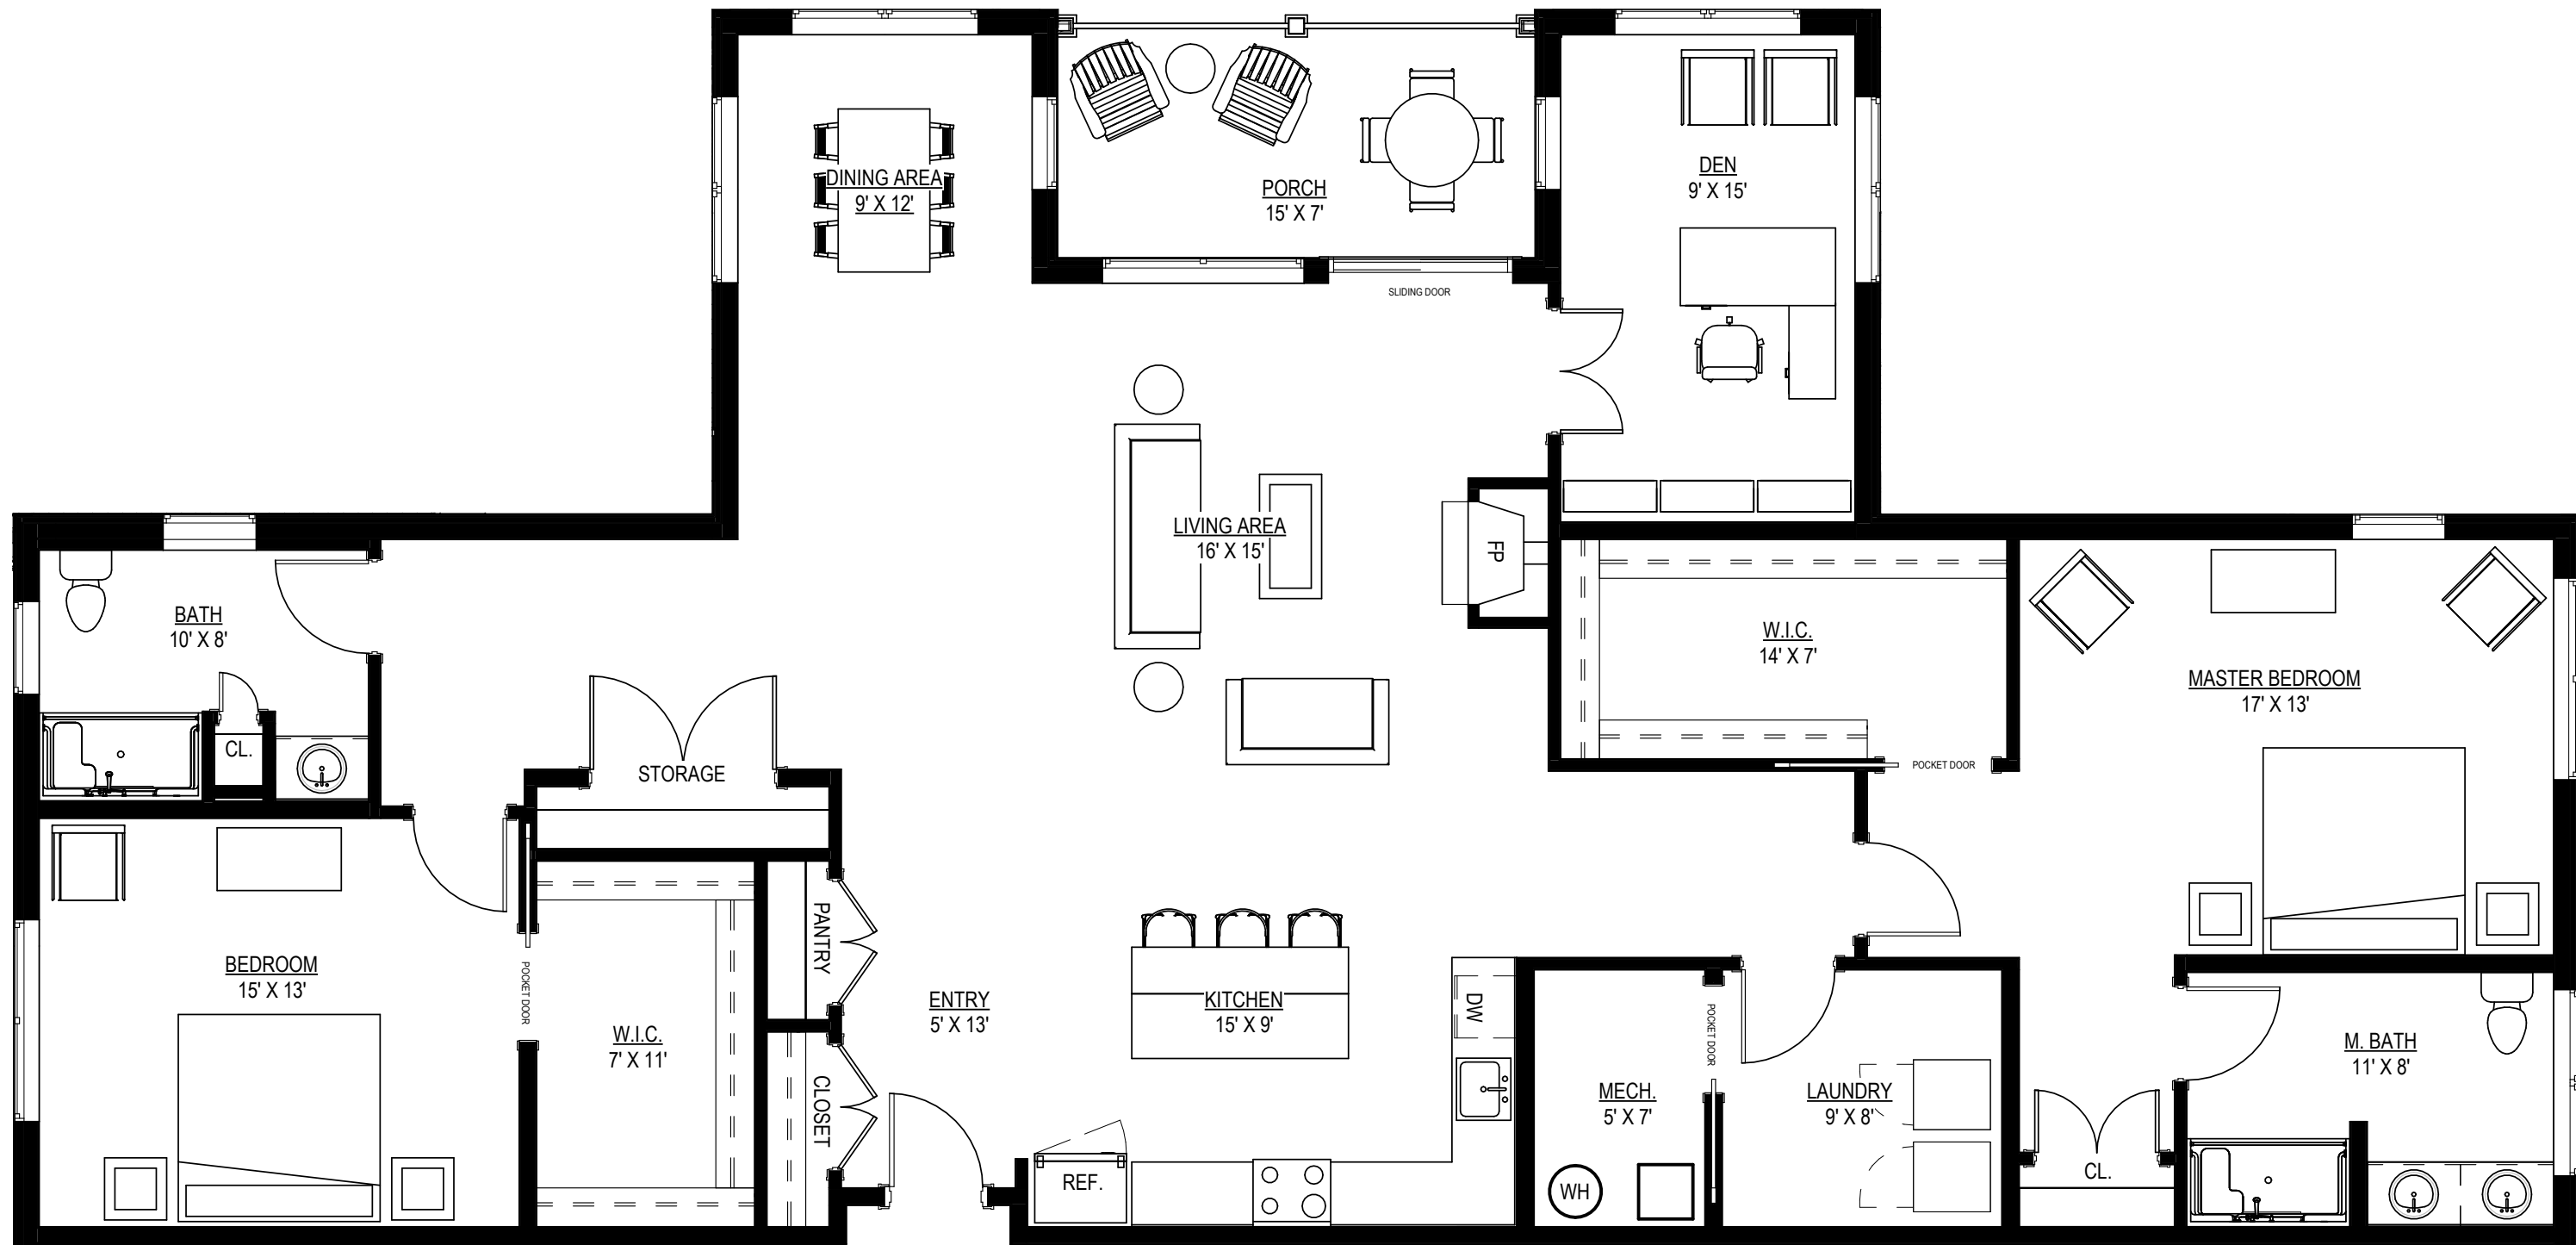 DINING AREA
9' X 12'
PORCH
15' X 7'
DEN
9' X 15'
SLIDING DOOR
LIVING AREA
16' X 15'
FP
BATH
10' X 8'
CL.
STORAGE
W.I.C.
14' X 7'
POCKET DOOR
MASTER BEDROOM
17' X 13'
BEDROOM
15' X 13'
POCKET DOOR
W.I.C.
7' X 11'
PANTRY
CLOSET
ENTRY
5' X 13'
KITCHEN
15' X 9'
DW
REF.
MECH.
5' X 7'
WH
POCKET DOOR
LAUNDRY
9' X 8'
CL.
M. BATH
11' X 8'